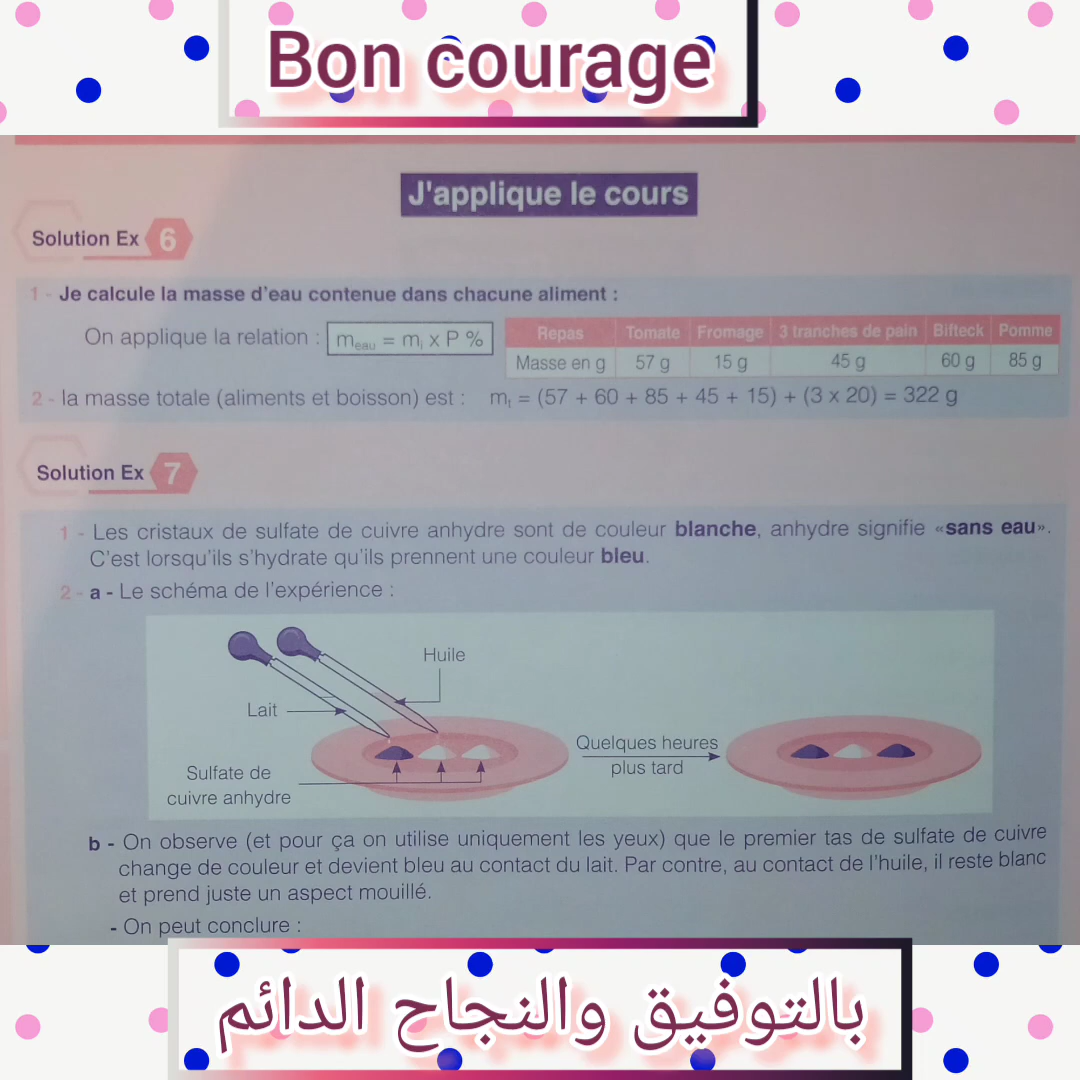 Bon courage
J'applique le cours
Solution Ex 6
1 - Je calcule la masse d'eau contenue dans chacune aliment :
On applique la relation : m_eau = m_i x P %
Repas Tomate Fromage 3 tranches de pain Bifteck Pomme
Masse en g 57 g 15 g 45 g 60 g 85 g
2 - la masse totale (aliments et boisson) est : m_t = (57 + 60 + 85 + 45 + 15) + (3 x 20) = 322 g
Solution Ex 7
1 - Les cristaux de sulfate de cuivre anhydre sont de couleur blanche, anhydre signifie «sans eau».
C'est lorsqu'ils s'hydrate qu'ils prennent une couleur bleu.
2 - a - Le schéma de l'expérience :
Huile
Lait
Quelques heures
plus tard
Sulfate de
cuivre anhydre
b - On observe (et pour ça on utilise uniquement les yeux) que le premier tas de sulfate de cuivre
change de couleur et devient bleu au contact du lait. Par contre, au contact de l'huile, il reste blanc
et prend juste un aspect mouillé.
- On peut conclure :
بالتوفيق والنجاح الدائم